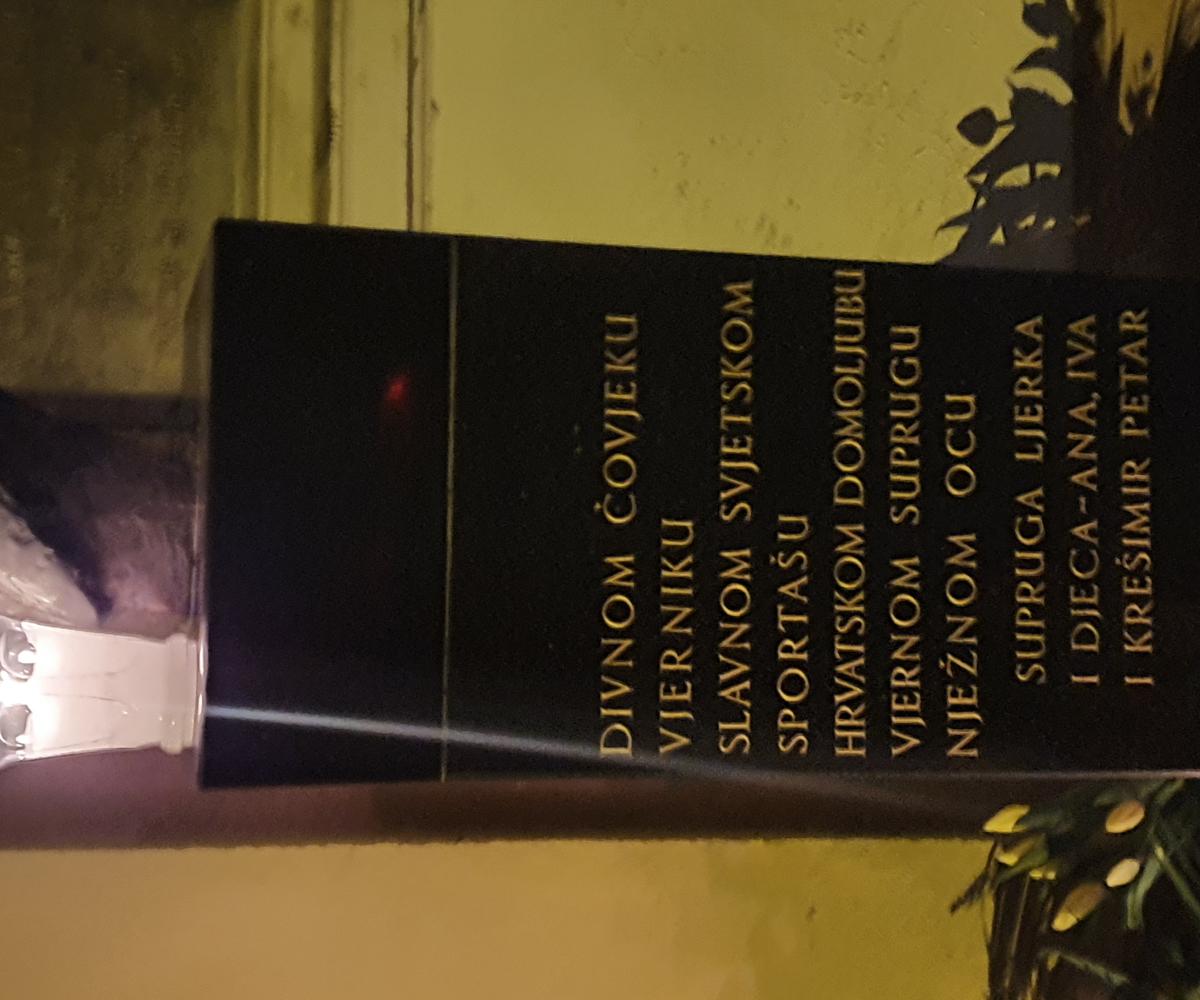 DIVNOM ČOVJEKU
VJERNIKU
SLAVNOM SVJETSKOM
SPORTAŠU
HRVATSKOM DOMOLJUBU
VJERNOM SUPRUGU
NJEŽNOM OCU
SUPRUGA LJERKA
I DJECA-ANA, IVA
I KREŠIMIR PETAR